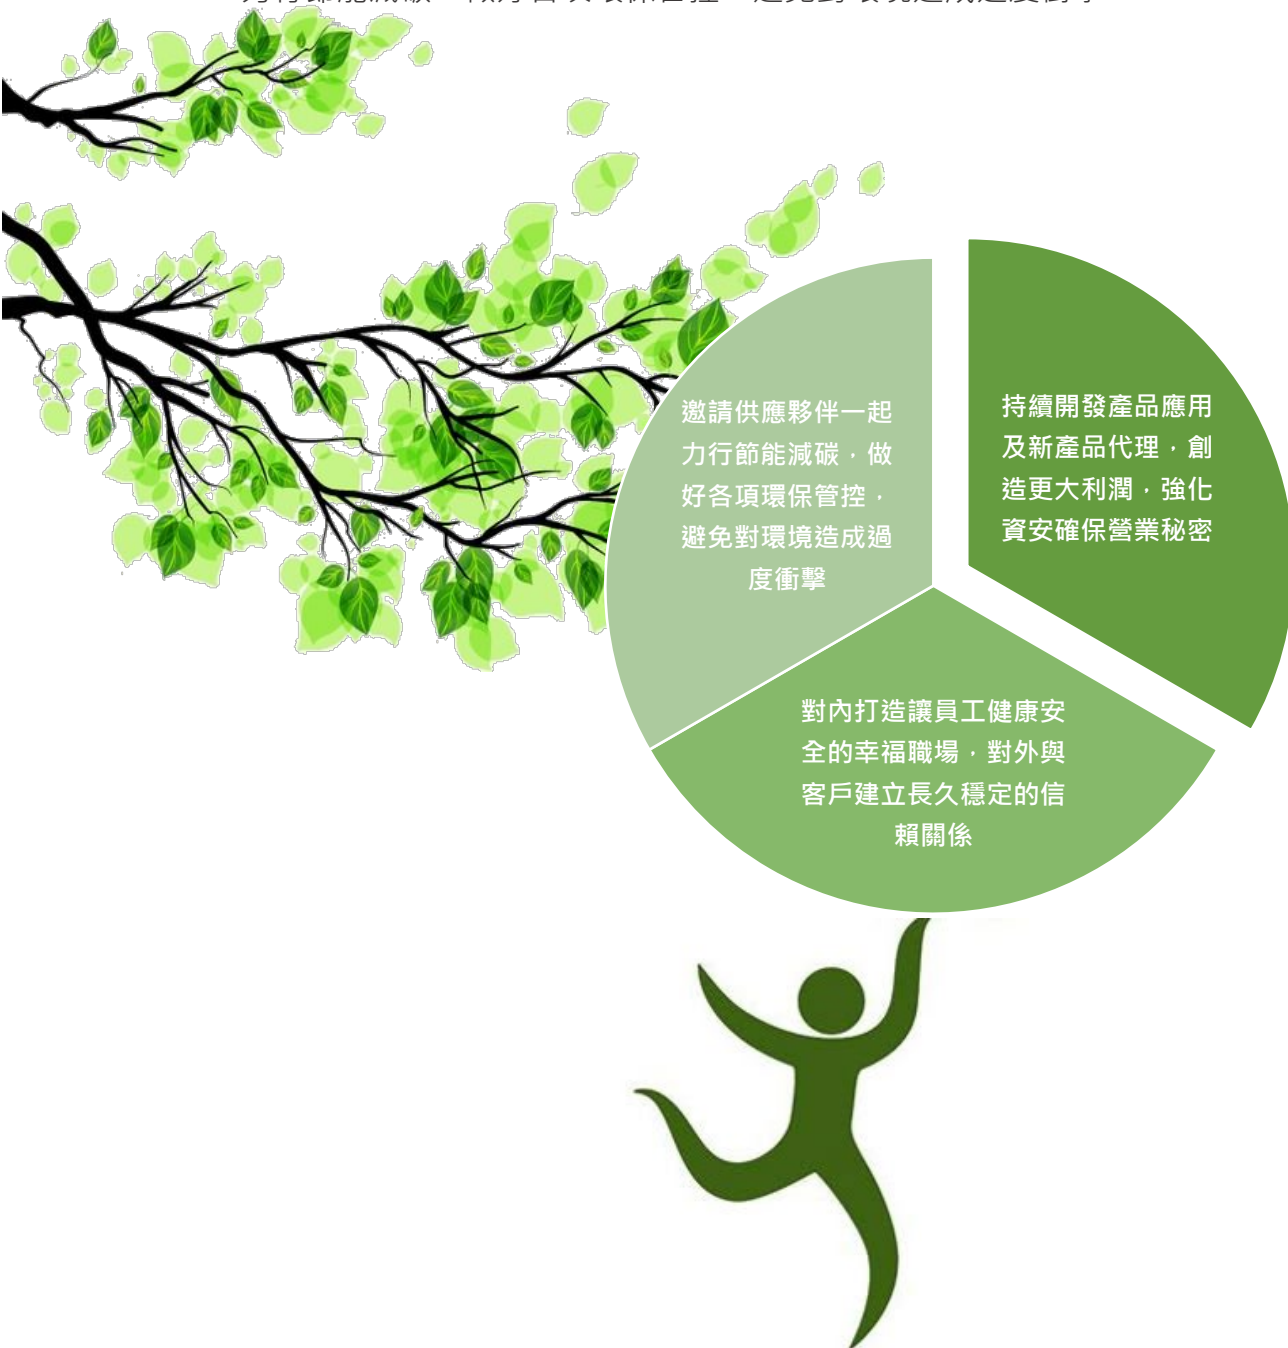 邀請供應夥伴一起
力行節能減碳，做
好各項環保管控，
避免對環境造成過
度衝擊
持續開發產品應用
及新產品代理，創
造更大利潤，強化
資安確保營業秘密
對內打造讓員工健康安
全的幸福職場，對外與
客戶建立長久穩定的信
賴關係